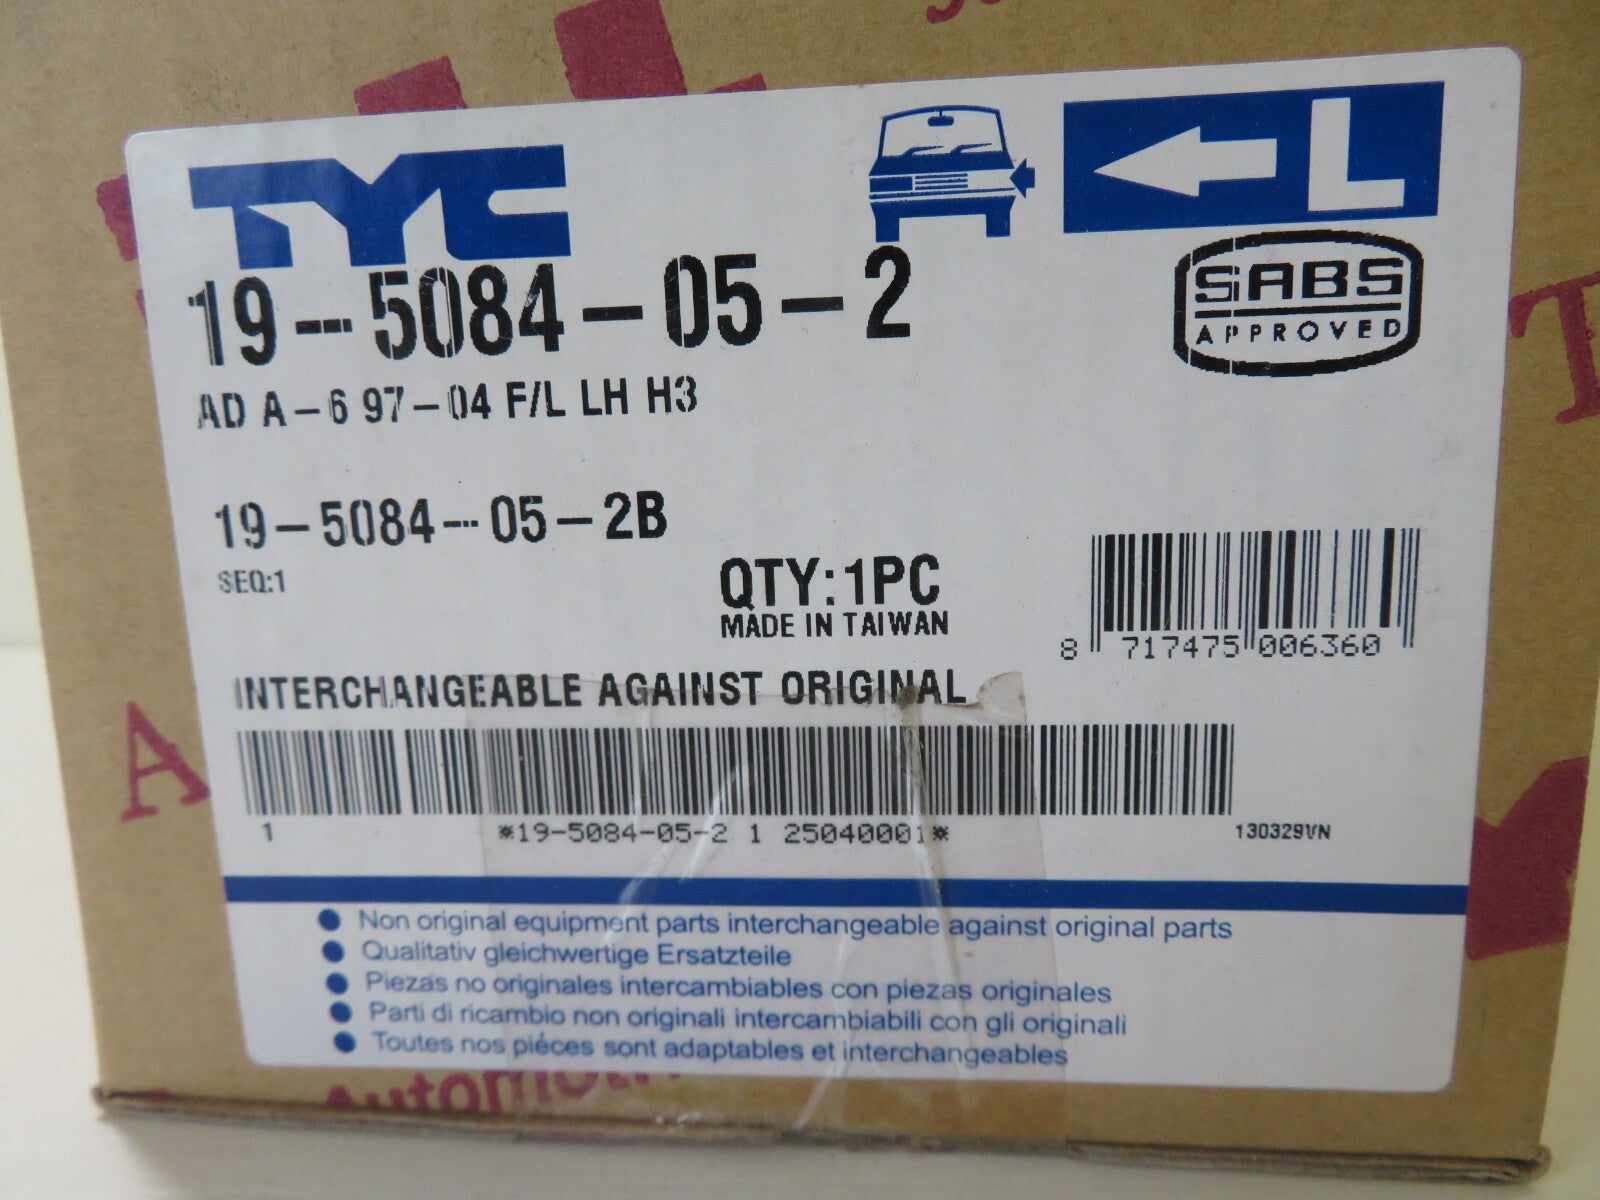 TYC
L
19-5084-05-2
SABS
APPROVED
AD A-6 97-04 F/L LH H3
19-5084-05-2B
SEQ:1
QTY:1PC
MADE IN TAIWAN
8 717475 006360
INTERCHANGEABLE AGAINST ORIGINAL
1 *19-5084-05-2 1 25040001* 130329VN
● Non original equipment parts interchangeable against original parts
● Qualitativ gleichwertige Ersatzteile
● Piezas no originales intercambiables con piezas originales
● Parti di ricambio non originali intercambiabili con gli originali
● Toutes nos piéces sont adaptables et interchangeables